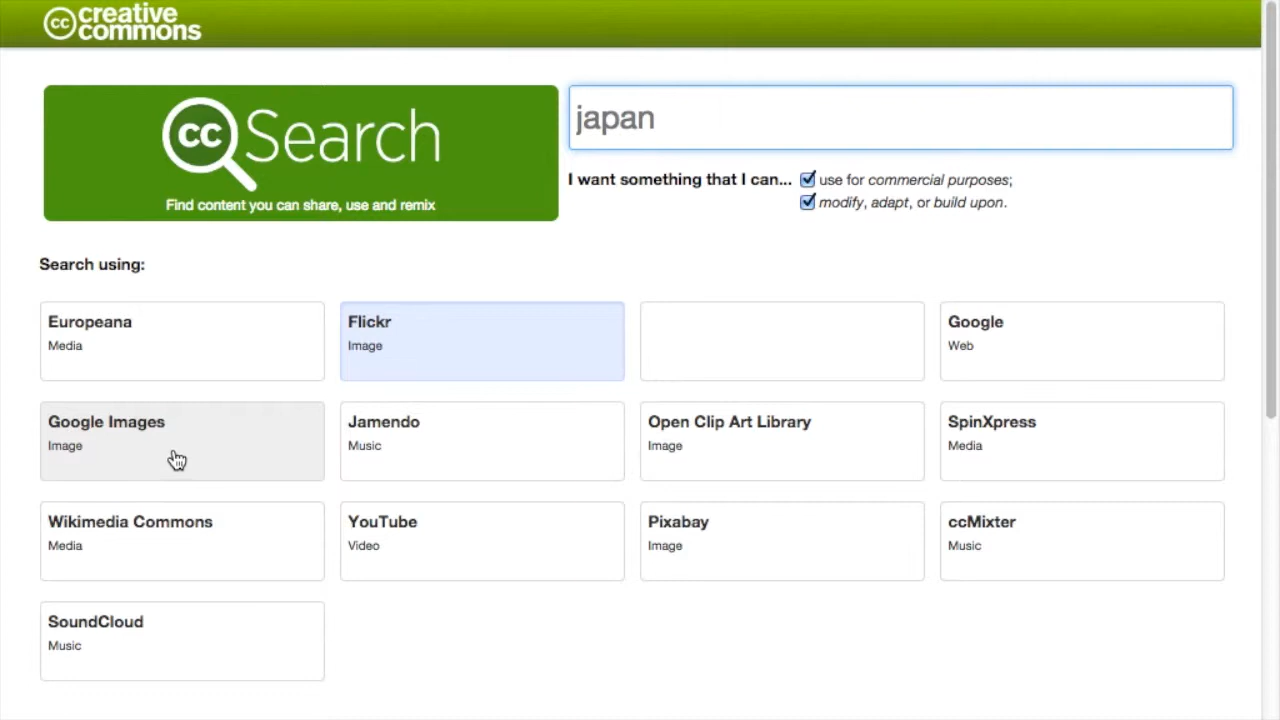 cc creative commons
cc Search
Find content you can share, use and remix
japan
I want something that I can... use for commercial purposes;
modify, adapt, or build upon.
Search using:
Europeana
Media
Flickr
Image
Google
Web
Google Images
Image
Jamendo
Music
Open Clip Art Library
Image
SpinXpress
Media
Wikimedia Commons
Media
YouTube
Video
Pixabay
Image
ccMixter
Music
SoundCloud
Music